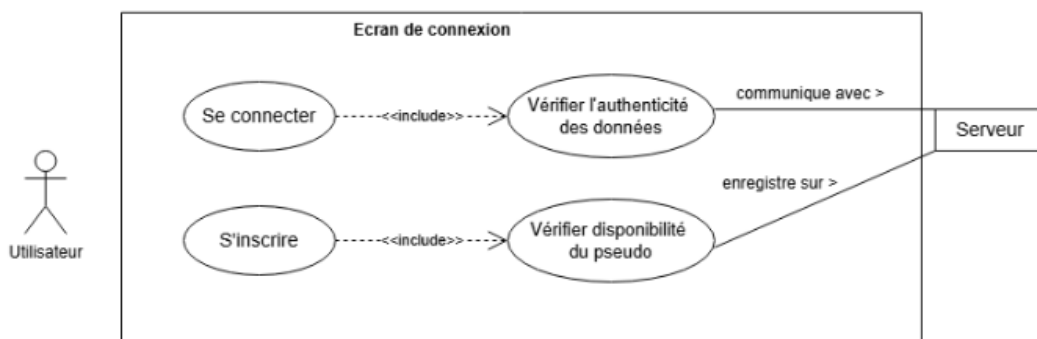 Ecran de connexion
communique avec >
Se connecter
<<include>>
Vérifier l'authenticité
des données
Serveur
enregistre sur >
S'inscrire
<<include>>
Vérifier disponibilité
du pseudo
Utilisateur